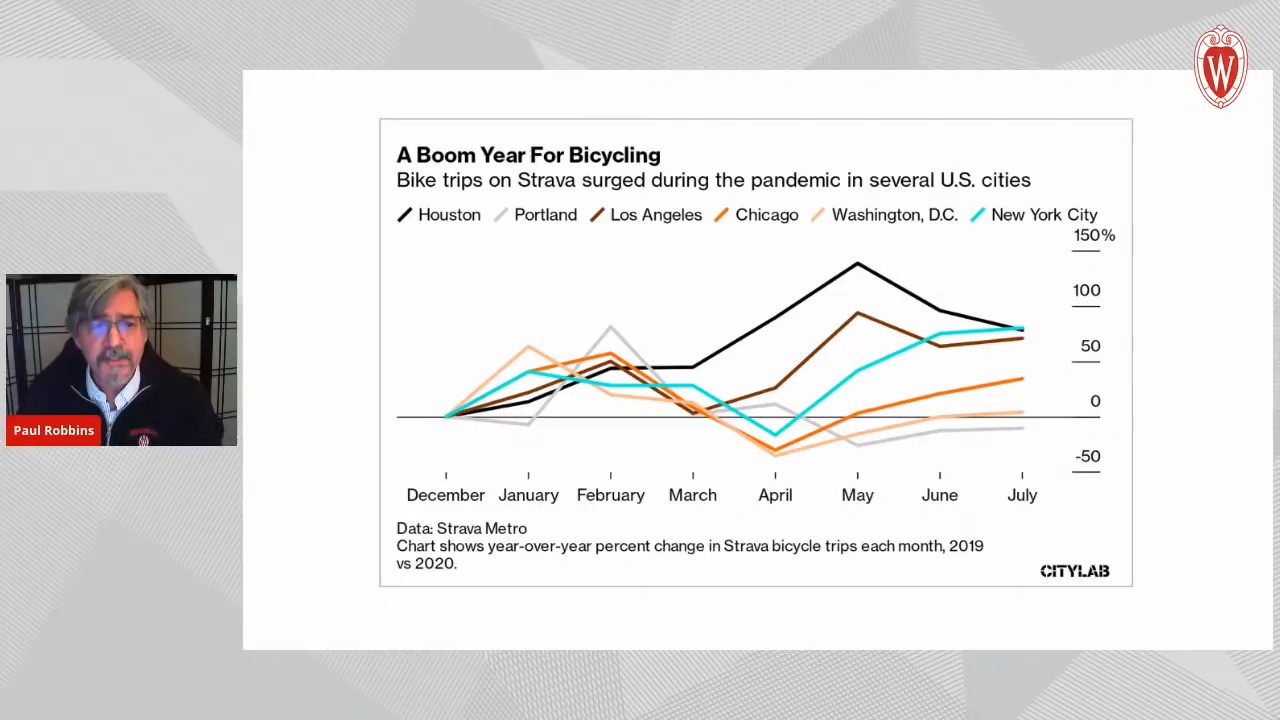 W
A Boom Year For Bicycling
Bike trips on Strava surged during the pandemic in several U.S. cities
Houston Portland Los Angeles Chicago Washington, D.C. New York City
150%
100
50
0
-50
December January February March April May June July
Data: Strava Metro
Chart shows year-over-year percent change in Strava bicycle trips each month, 2019
vs 2020.
CITYLAB
Paul Robbins